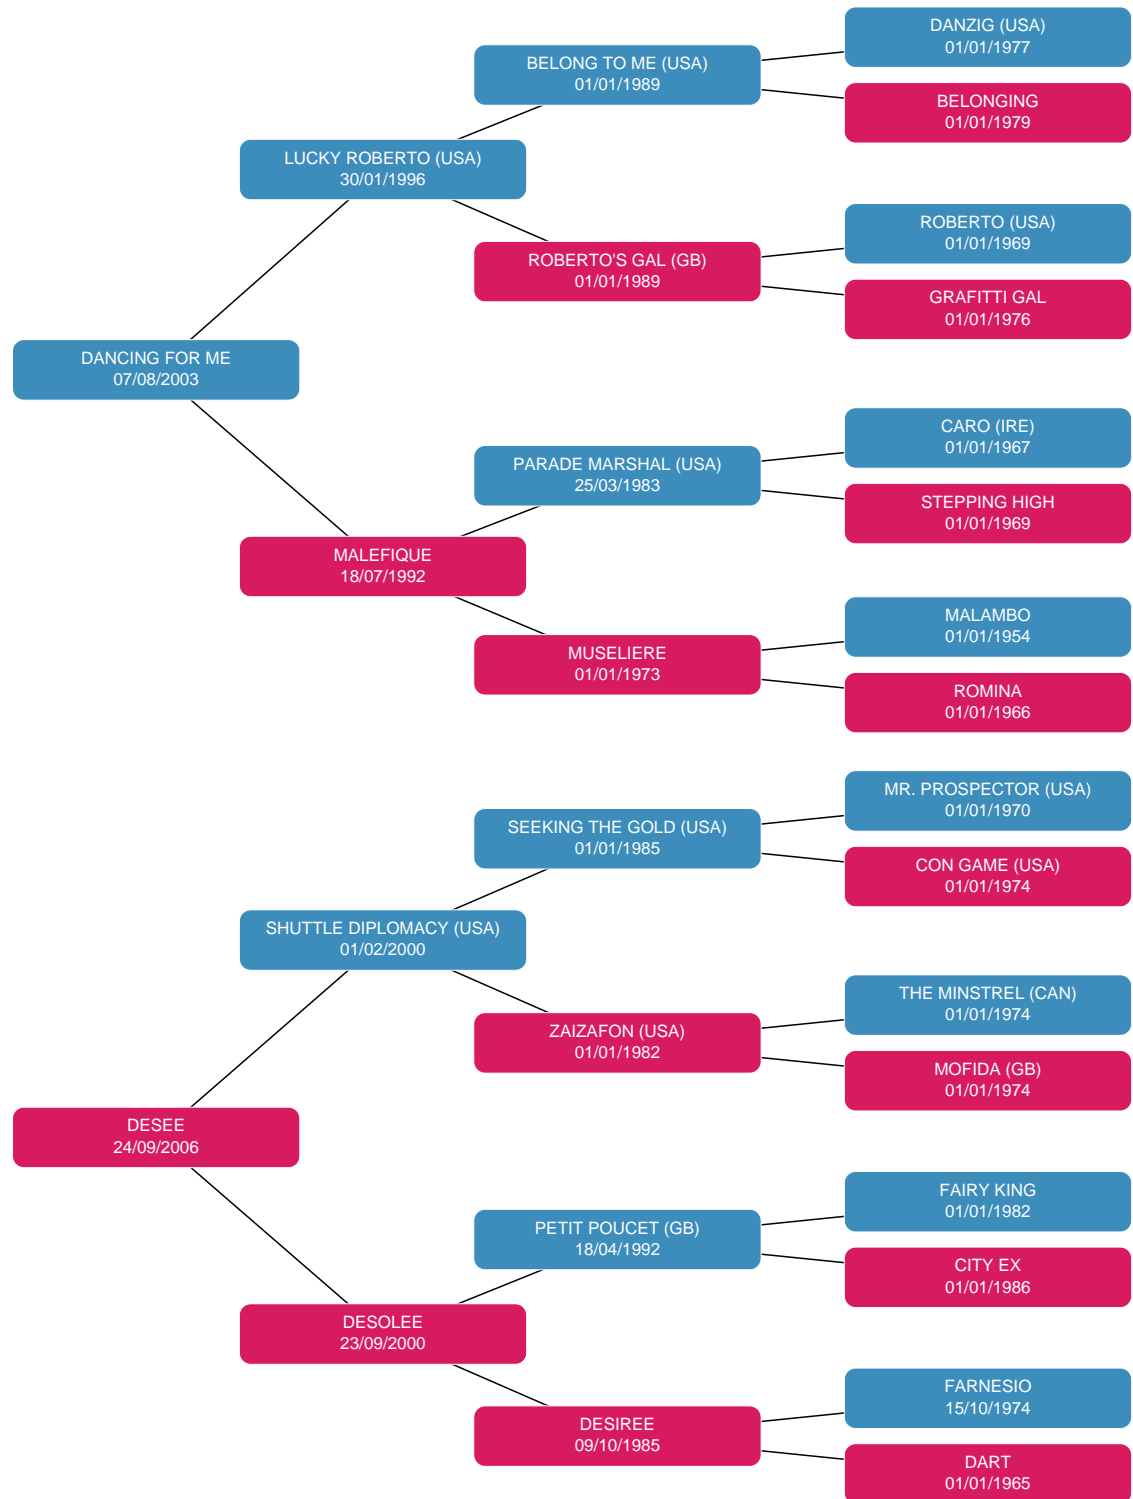 DANZIG (USA)
01/01/1977
BELONG TO ME (USA)
01/01/1989
BELONGING
01/01/1979
LUCKY ROBERTO (USA)
30/01/1996
ROBERTO (USA)
01/01/1969
ROBERTO'S GAL (GB)
01/01/1989
GRAFITTI GAL
01/01/1976
DANCING FOR ME
07/08/2003
CARO (IRE)
01/01/1967
PARADE MARSHAL (USA)
25/03/1983
STEPPING HIGH
01/01/1969
MALEFIQUE
18/07/1992
MALAMBO
01/01/1954
MUSELIERE
01/01/1973
ROMINA
01/01/1966
MR. PROSPECTOR (USA)
01/01/1970
SEEKING THE GOLD (USA)
01/01/1985
CON GAME (USA)
01/01/1974
SHUTTLE DIPLOMACY (USA)
01/02/2000
THE MINSTREL (CAN)
01/01/1974
ZAIZAFON (USA)
01/01/1982
MOFIDA (GB)
01/01/1974
DESEE
24/09/2006
FAIRY KING
01/01/1982
PETIT POUCET (GB)
18/04/1992
CITY EX
01/01/1986
DESOLEE
23/09/2000
FARNESIO
15/10/1974
DESIREE
09/10/1985
DART
01/01/1965